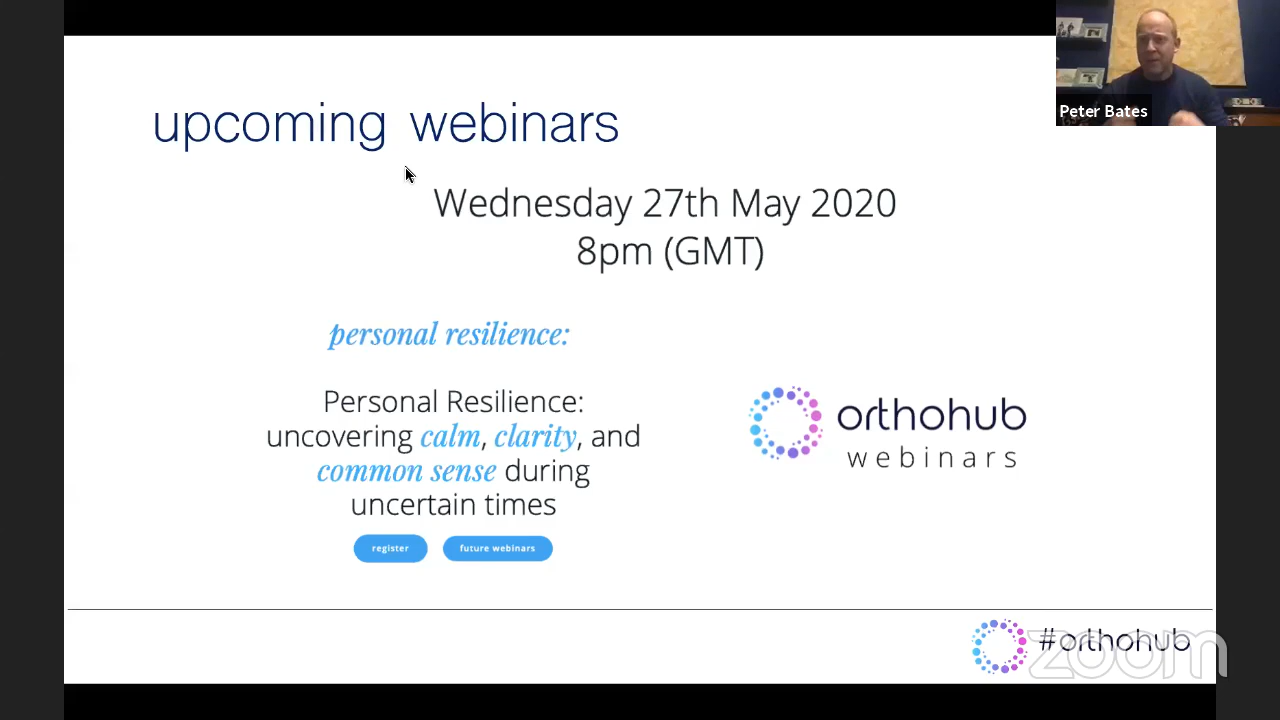 upcoming webinars
Peter Bates
Wednesday 27th May 2020
8pm (GMT)
personal resilience:
Personal Resilience:
uncovering calm, clarity, and
common sense during
uncertain times
register
future webinars
orthohub
webinars
#orthohub
zoom